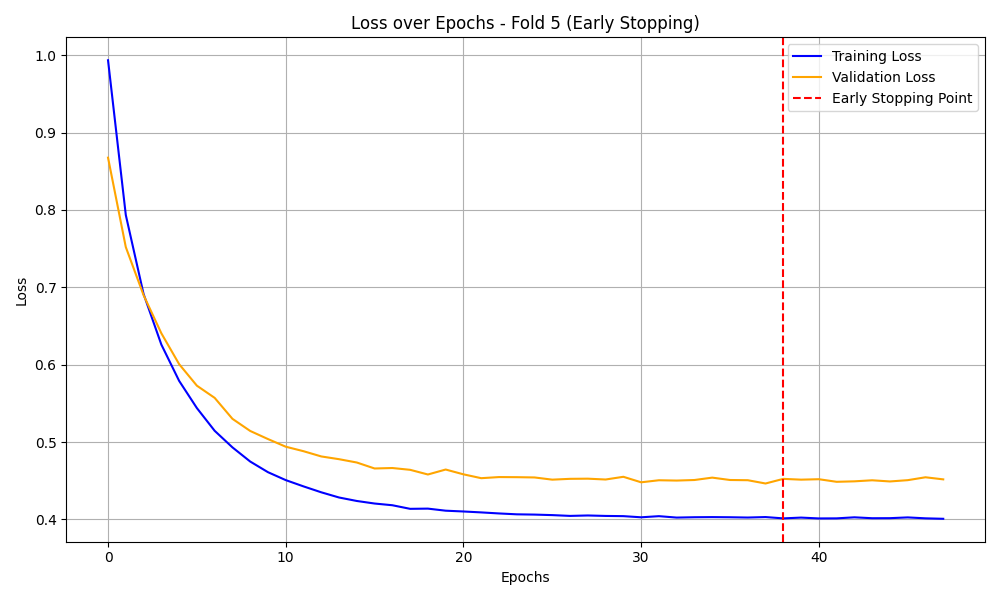 Loss over Epochs - Fold 5 (Early Stopping)
Training Loss
Validation Loss
Early Stopping Point
Loss
1.0
0.9
0.8
0.7
0.6
0.5
0.4
0 10 20 30 40
Epochs